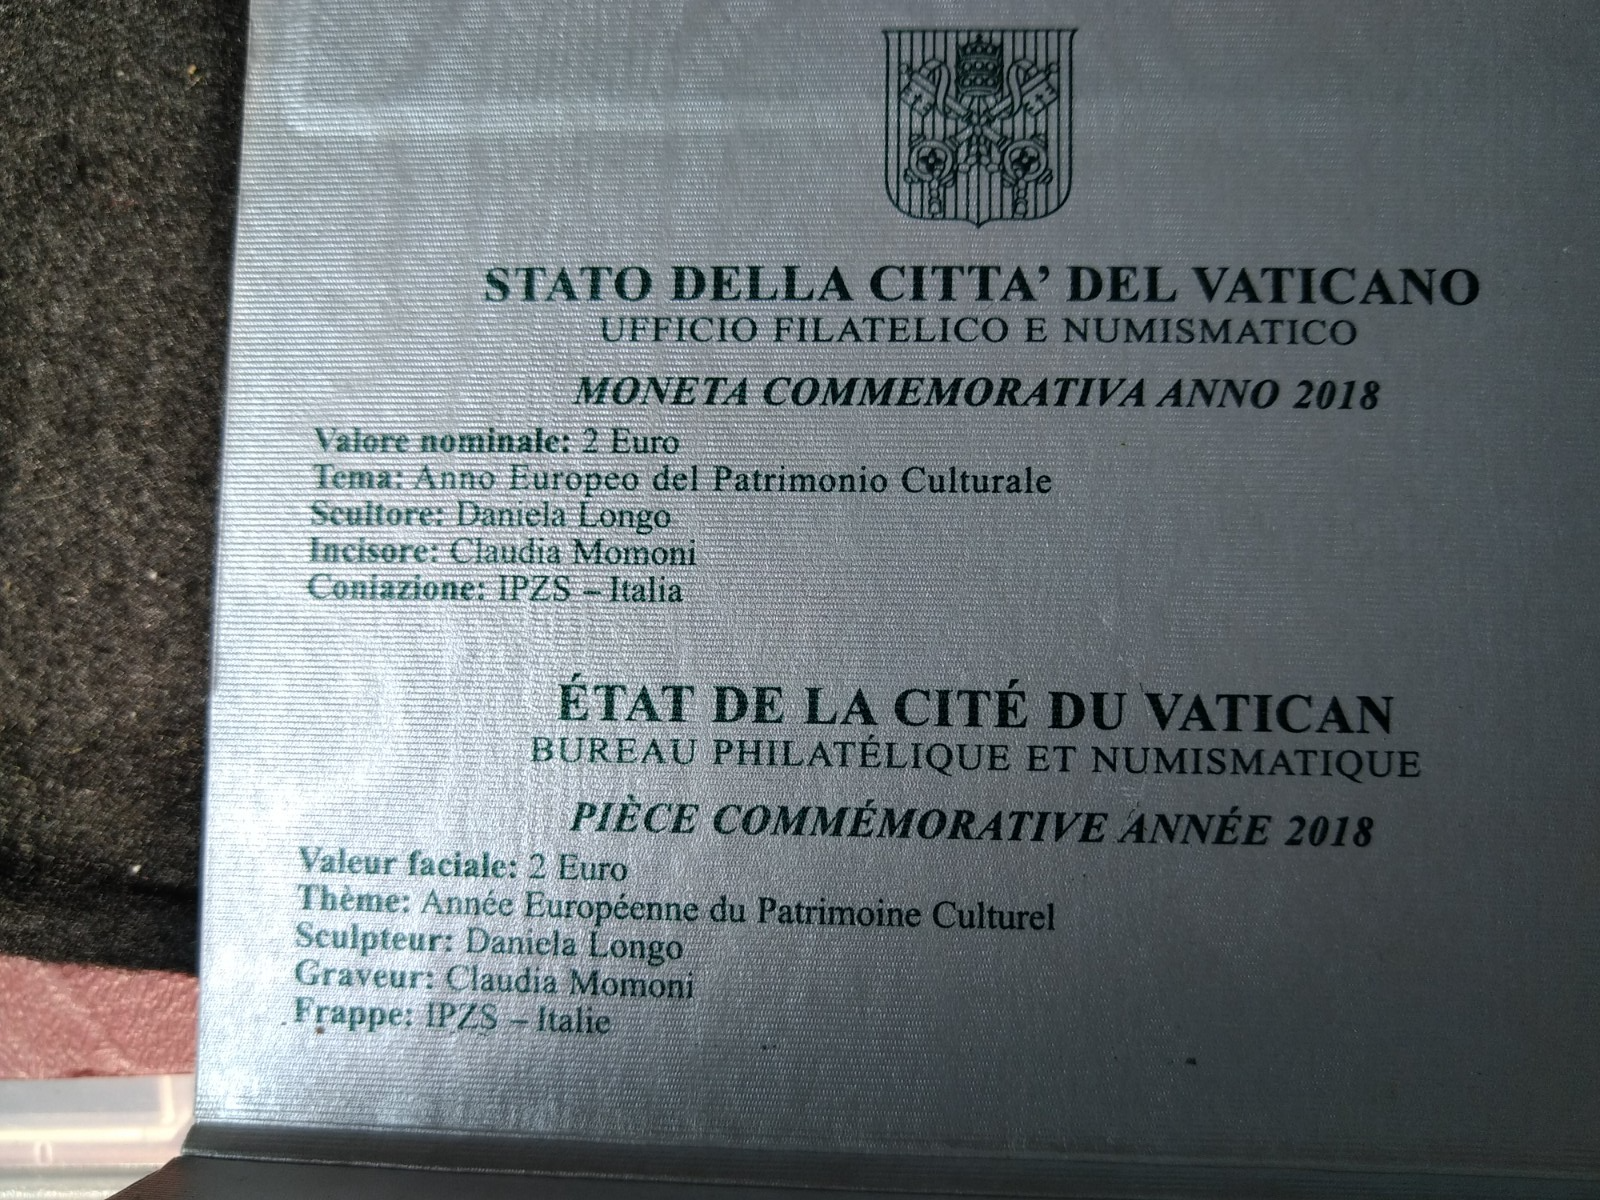 STATO DELLA CITTA' DEL VATICANO
UFFICIO FILATELICO E NUMISMATICO
MONETA COMMEMORATIVA ANNO 2018
Valore nominale: 2 Euro
Tema: Anno Europeo del Patrimonio Culturale
Scultore: Daniela Longo
Incisore: Claudia Momoni
Coniazione: IPZS – Italia
ÉTAT DE LA CITÉ DU VATICAN
BUREAU PHILATÉLIQUE ET NUMISMATIQUE
PIÈCE COMMÉMORATIVE ANNÉE 2018
Valeur faciale: 2 Euro
Thème: Année Européenne du Patrimoine Culturel
Sculpteur: Daniela Longo
Graveur: Claudia Momoni
Frappe: IPZS – Italie